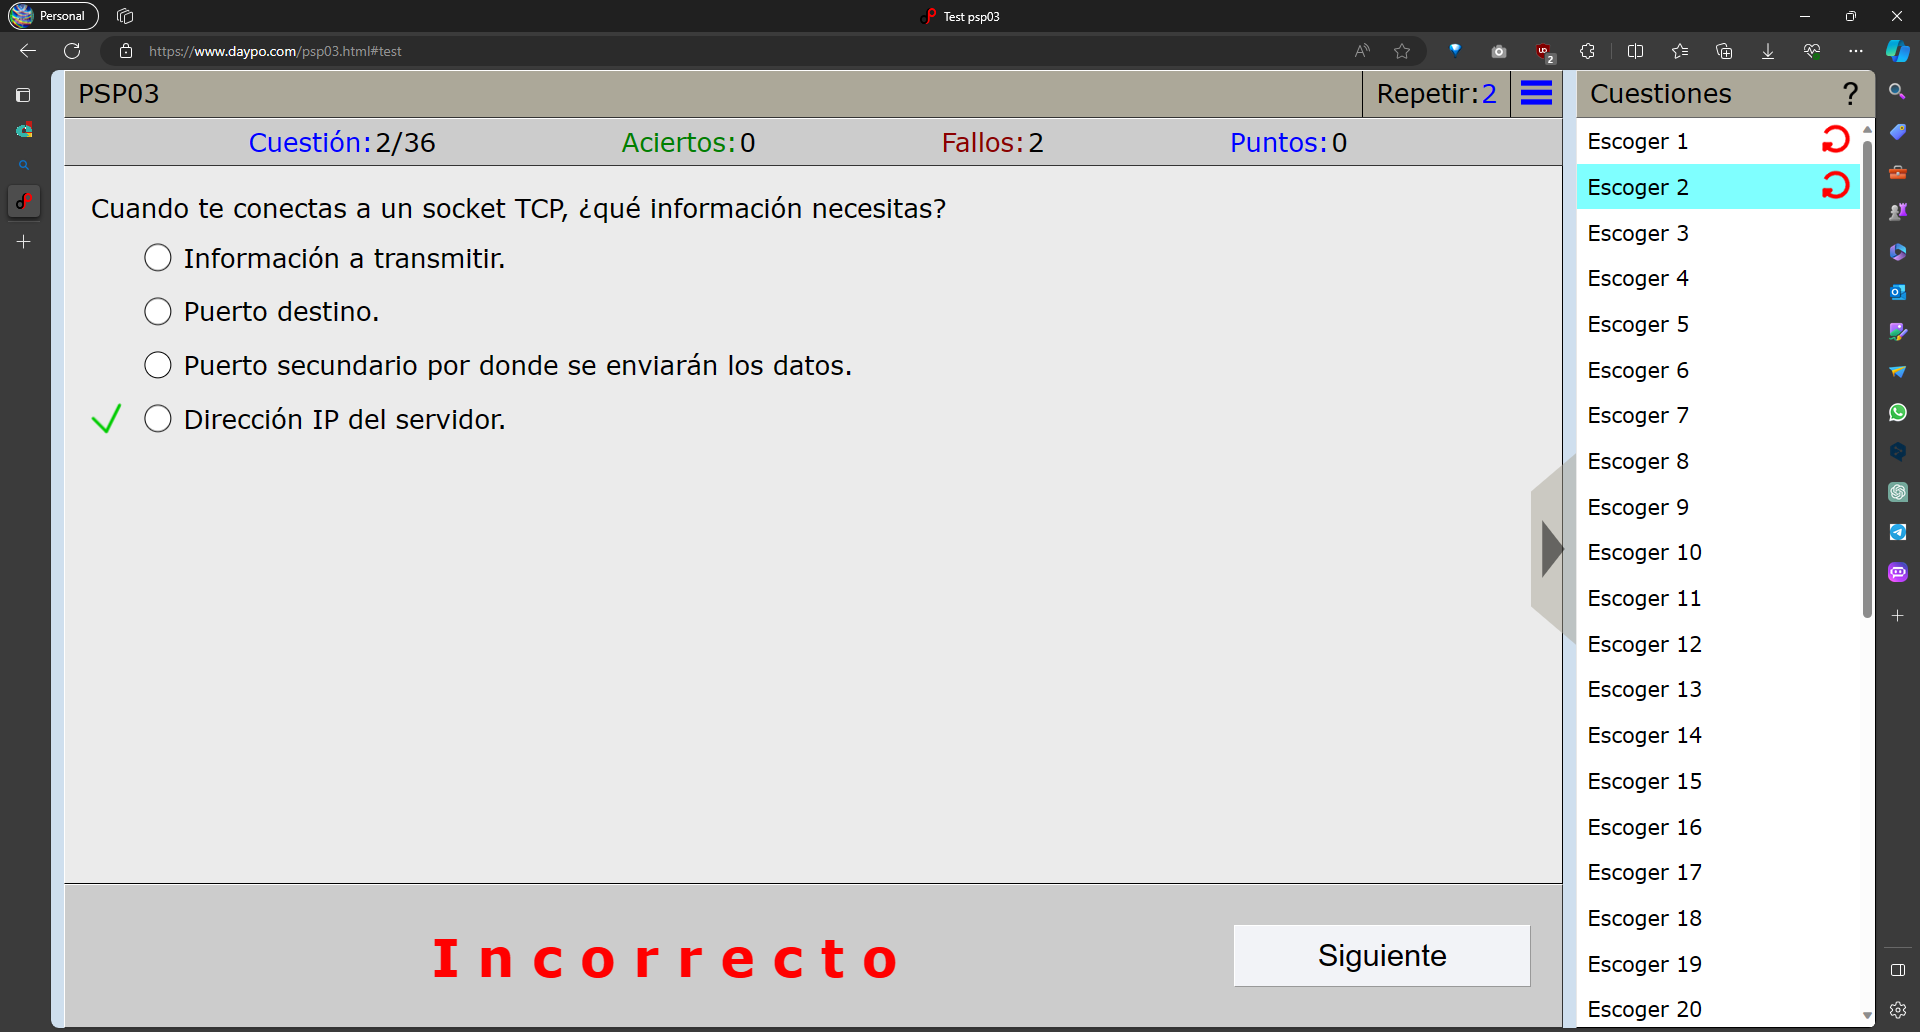 Personal
Test psp03
https://www.daypo.com/psp03.html#test
2
PSP03
Repetir:2
Cuestión:2/36
Aciertos:0
Fallos:2
Puntos:0
Cuando te conectas a un socket TCP, ¿qué información necesitas?
Información a transmitir.
Puerto destino.
Puerto secundario por donde se enviarán los datos.
Dirección IP del servidor.
Incorrecto
Siguiente
Cuestiones
?
Escoger 1
Escoger 2
Escoger 3
Escoger 4
Escoger 5
Escoger 6
Escoger 7
Escoger 8
Escoger 9
Escoger 10
Escoger 11
Escoger 12
Escoger 13
Escoger 14
Escoger 15
Escoger 16
Escoger 17
Escoger 18
Escoger 19
Escoger 20